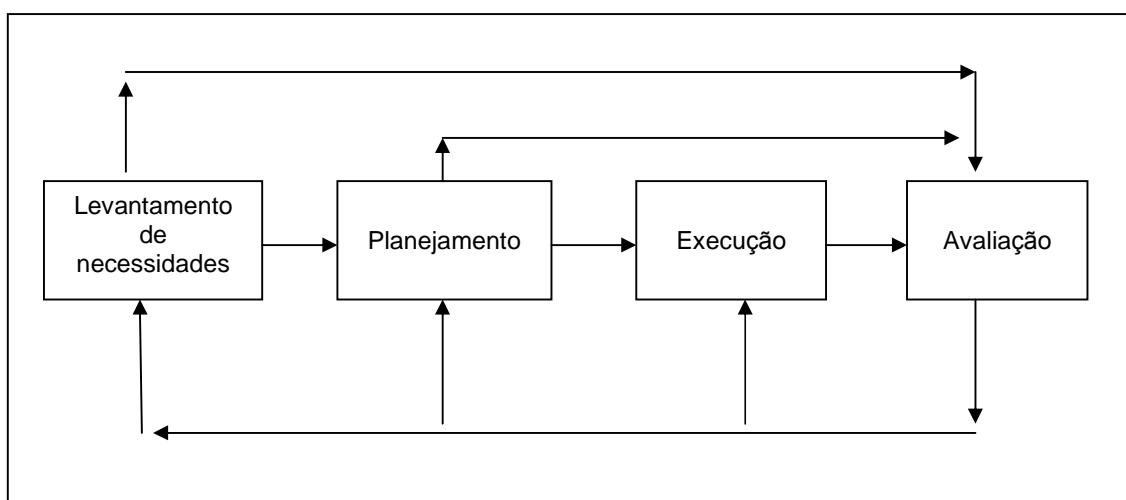 Levantamento
de
necessidades
Planejamento
Execução
Avaliação